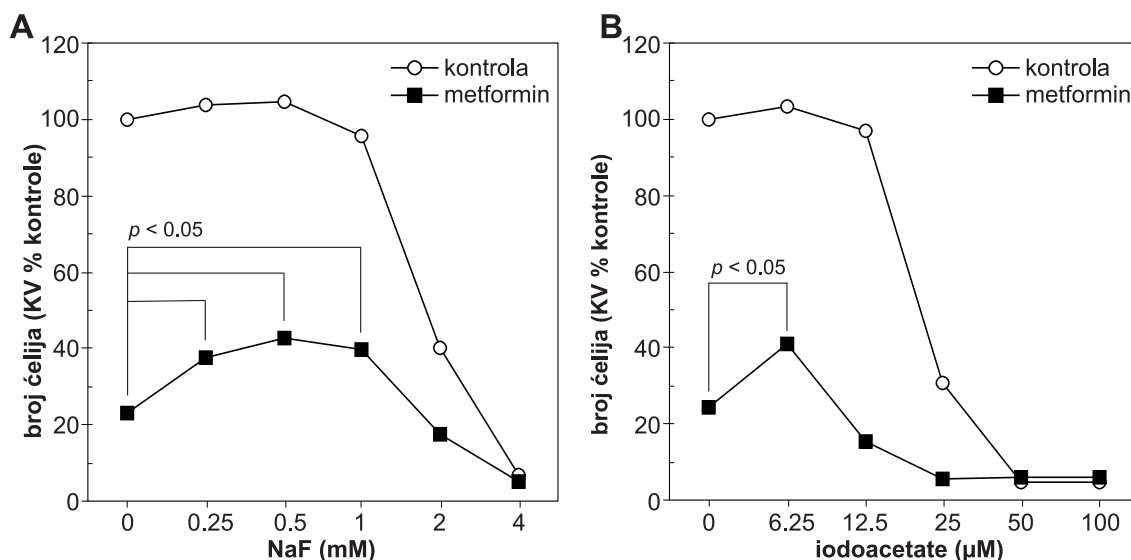 A
kontrola
metformin
p < 0.05
broj ćelija (KV % kontrole)
120
100
80
60
40
20
0
0 0.25 0.5 1 2 4
NaF (mM)
B
kontrola
metformin
p < 0.05
broj ćelija (KV % kontrole)
120
100
80
60
40
20
0
0 6.25 12.5 25 50 100
iodoacetate (µM)